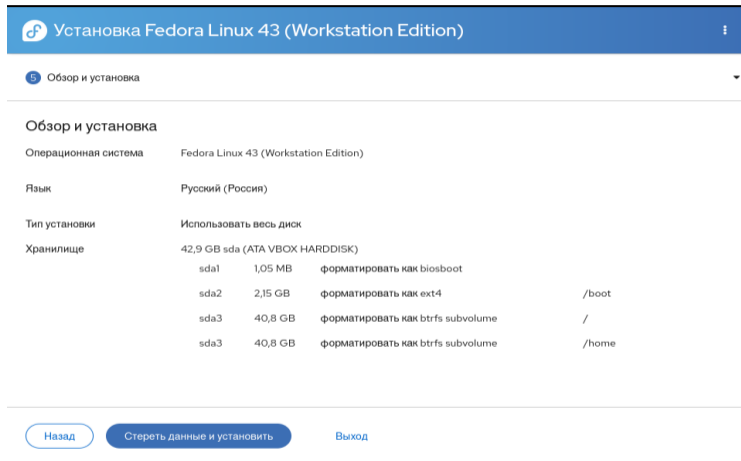 Установка Fedora Linux 43 (Workstation Edition)
5 Обзор и установка
Обзор и установка
Операционная система Fedora Linux 43 (Workstation Edition)
Язык Русский (Россия)
Тип установки Использовать весь диск
Хранилище 42,9 GB sda (ATA VBOX HARDDISK)
sda1 1,05 MB форматировать как biosboot
sda2 2,15 GB форматировать как ext4 /boot
sda3 40,8 GB форматировать как btrfs subvolume /
sda3 40,8 GB форматировать как btrfs subvolume /home
Назад Стереть данные и установить Выход